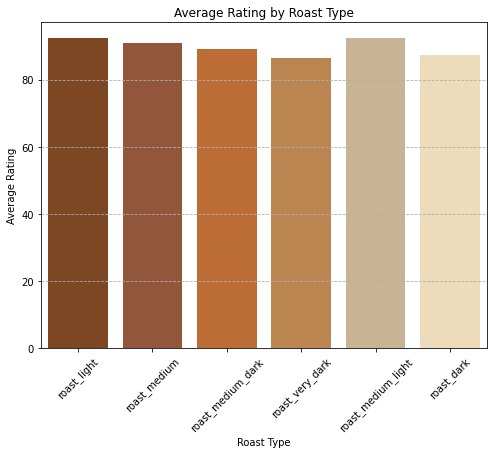 Average Rating by Roast Type
Average Rating
80
60
40
20
0
roast_light
roast_medium
roast_medium_dark
roast_very_dark
roast_medium_light
roast_dark
Roast Type